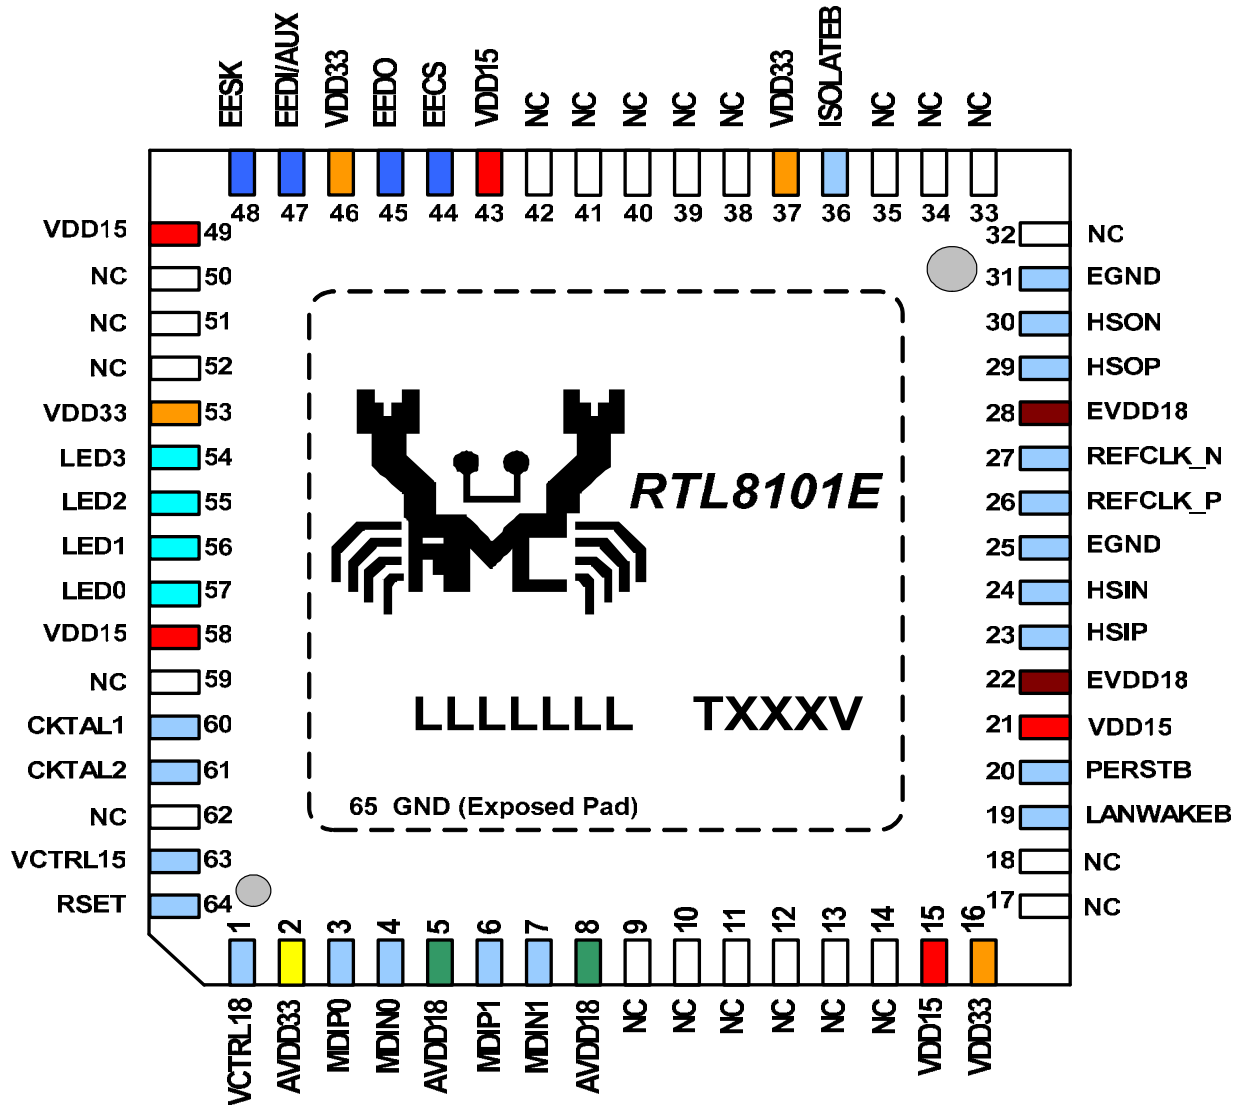 EESK EEDI/AUX VDD33 EEDO EECS VDD15 NC NC NC NC NC VDD33 ISOLATEB NC NC NC
48 47 46 45 44 43 42 41 40 39 38 37 36 35 34 33
VDD15 49
NC 50
NC 51
NC 52
VDD33 53
LED3 54
LED2 55
LED1 56
LED0 57
VDD15 58
NC 59
CKTAL1 60
CKTAL2 61
NC 62
VCTRL15 63
RSET 64
RTL8101E
LLLLLLL TXXXV
65 GND (Exposed Pad)
32 NC
31 EGND
30 HSON
29 HSOP
28 EVDD18
27 REFCLK_N
26 REFCLK_P
25 EGND
24 HSIN
23 HSIP
22 EVDD18
21 VDD15
20 PERSTB
19 LANWAKEB
18 NC
17 NC
1 2 3 4 5 6 7 8 9 10 11 12 13 14 15 16
VCTRL18 AVDD33 MDIP0 MDIN0 AVDD18 MDIP1 MDIN1 AVDD18 NC NC NC NC NC NC VDD15 VDD33